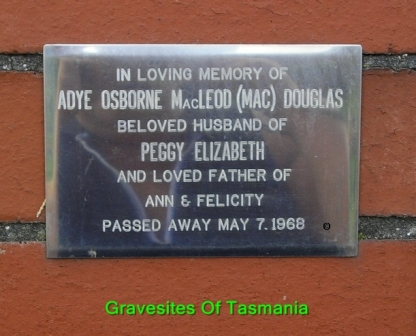 IN LOVING MEMORY OF
ADYE OSBORNE MacLEOD (MAC) DOUGLAS
BELOVED HUSBAND OF
PEGGY ELIZABETH
AND LOVED FATHER OF
ANN & FELICITY
PASSED AWAY MAY 7.1968
Gravesites Of Tasmania